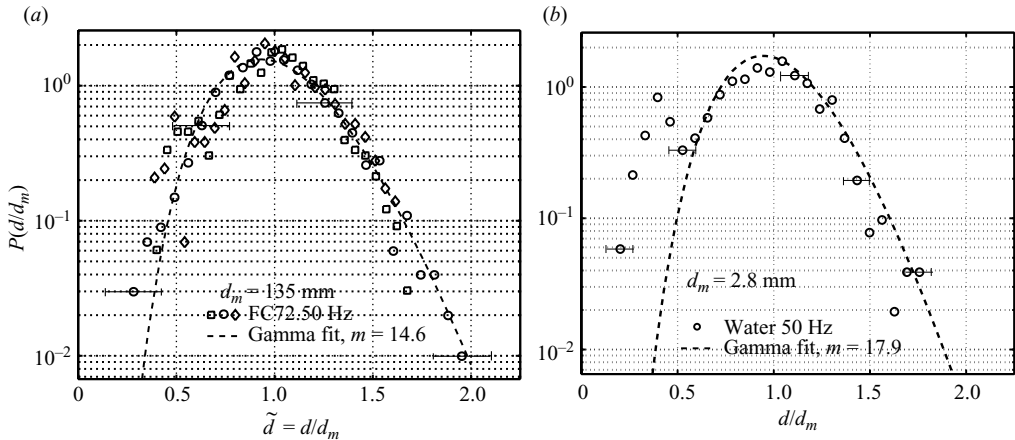 (a)
10^0
10^-1
10^-2
P(d/d_m)
d_m = 135 mm
FC72.50 Hz
Gamma fit, m = 14.6
0 0.5 1.0 1.5 2.0
d̃ = d/d_m
(b)
10^0
10^-1
10^-2
d_m = 2.8 mm
Water 50 Hz
Gamma fit, m = 17.9
0 0.5 1.0 1.5 2.0
d/d_m